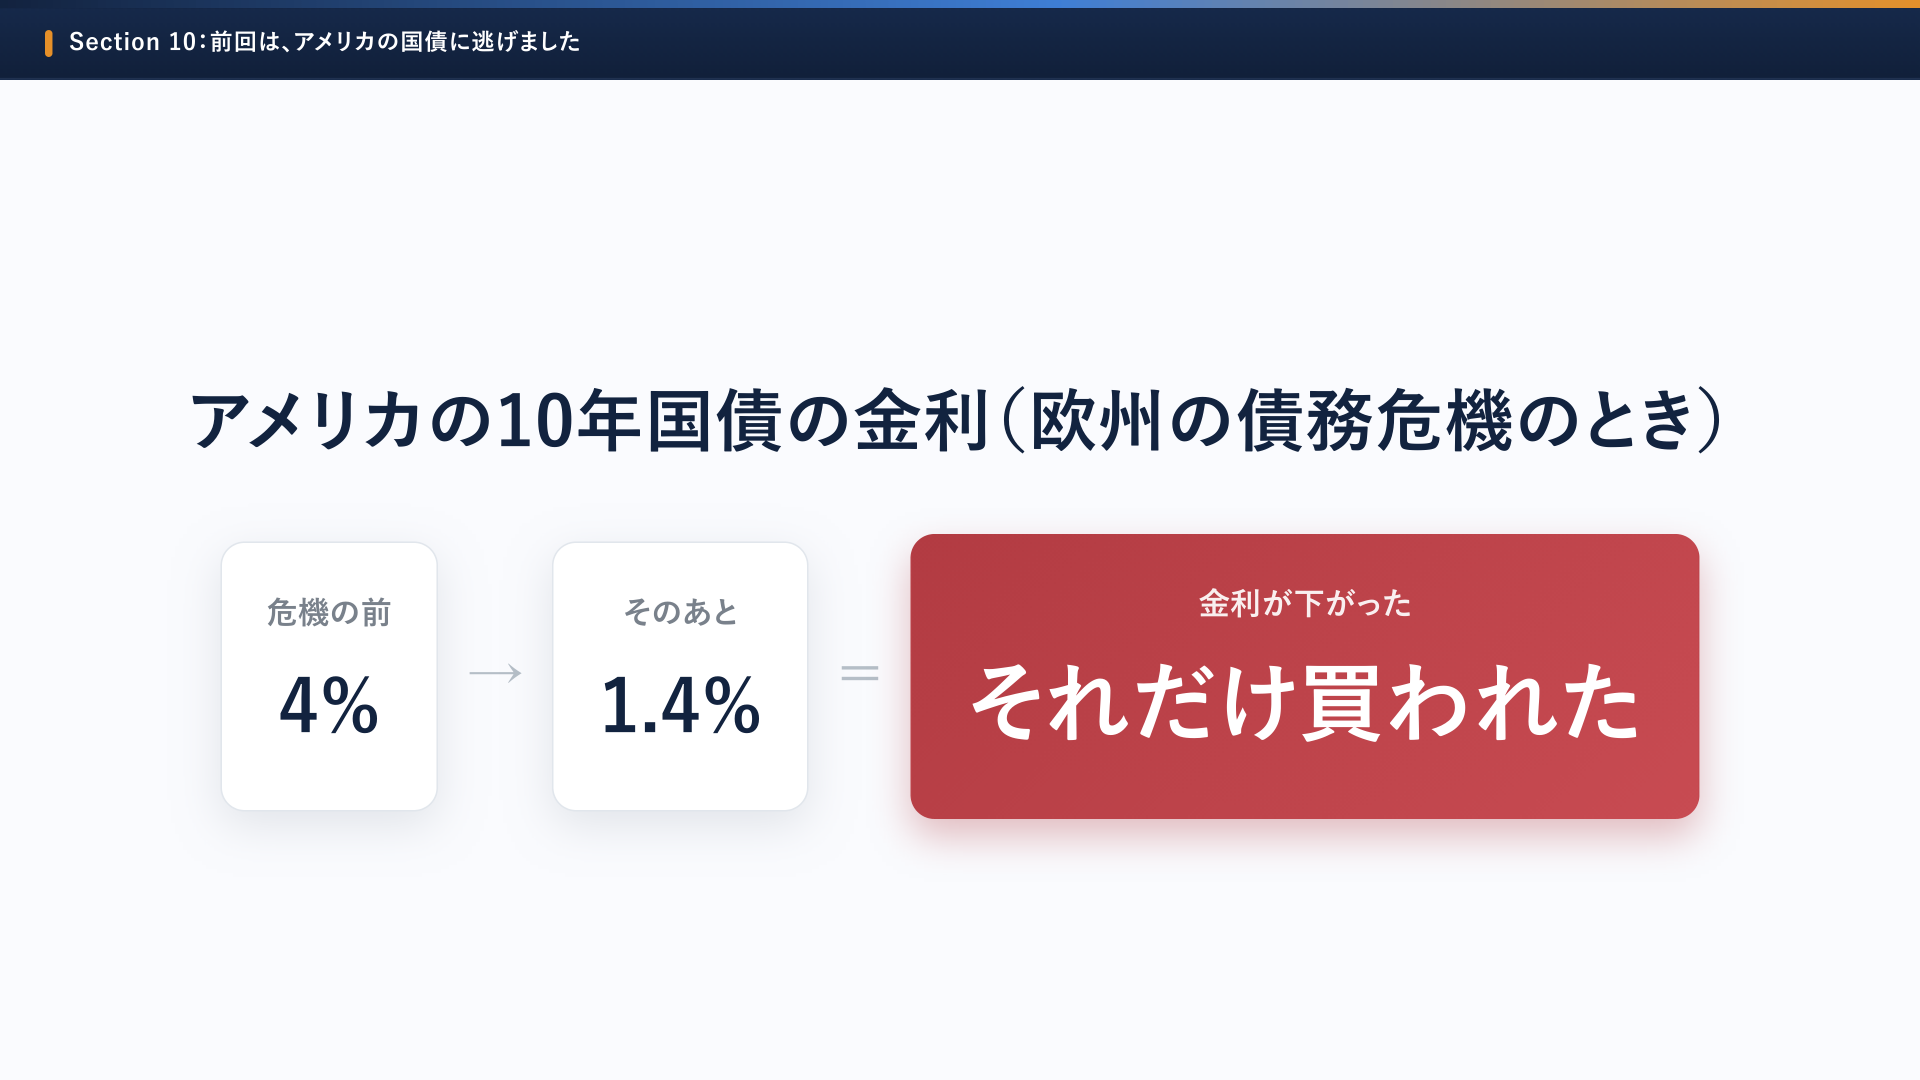 Section 10：前回は、アメリカの国債に逃げました
アメリカの10年国債の金利（欧州の債務危機のとき）
危機の前
4%
→
そのあと
1.4%
＝
金利が下がった
それだけ買われた